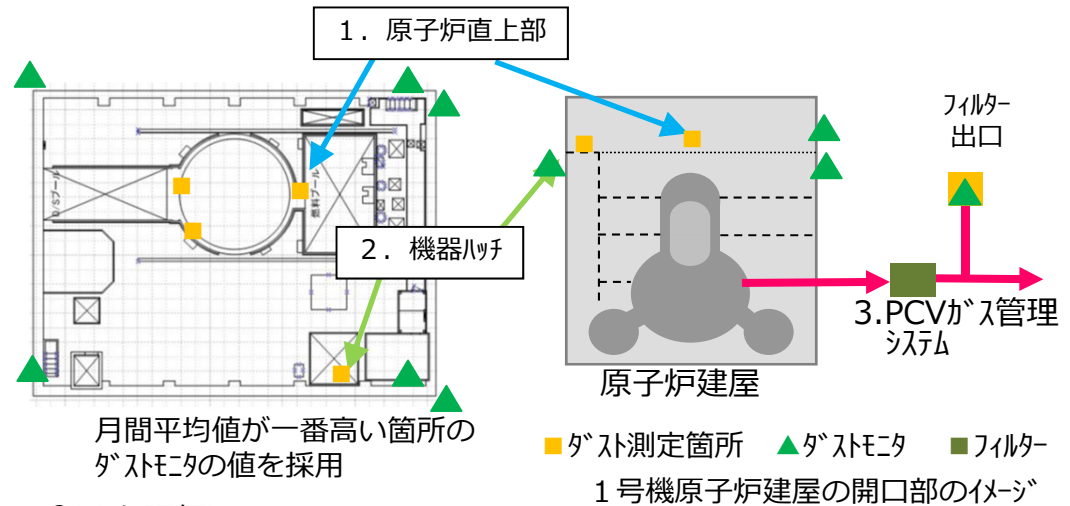 1. 原子炉直上部
D/Sプール
燃料プール
2. 機器ﾊｯﾁ
ﾌｨﾙﾀｰ
出口
3.PCVｶﾞｽ管理
ｼｽﾃﾑ
原子炉建屋
月間平均値が一番高い箇所の
ﾀﾞｽﾄﾓﾆﾀの値を採用
■ﾀﾞｽﾄ測定箇所 ▲ﾀﾞｽﾄﾓﾆﾀ ■ﾌｨﾙﾀｰ
1号機原子炉建屋の開口部のｲﾒｰｼﾞ